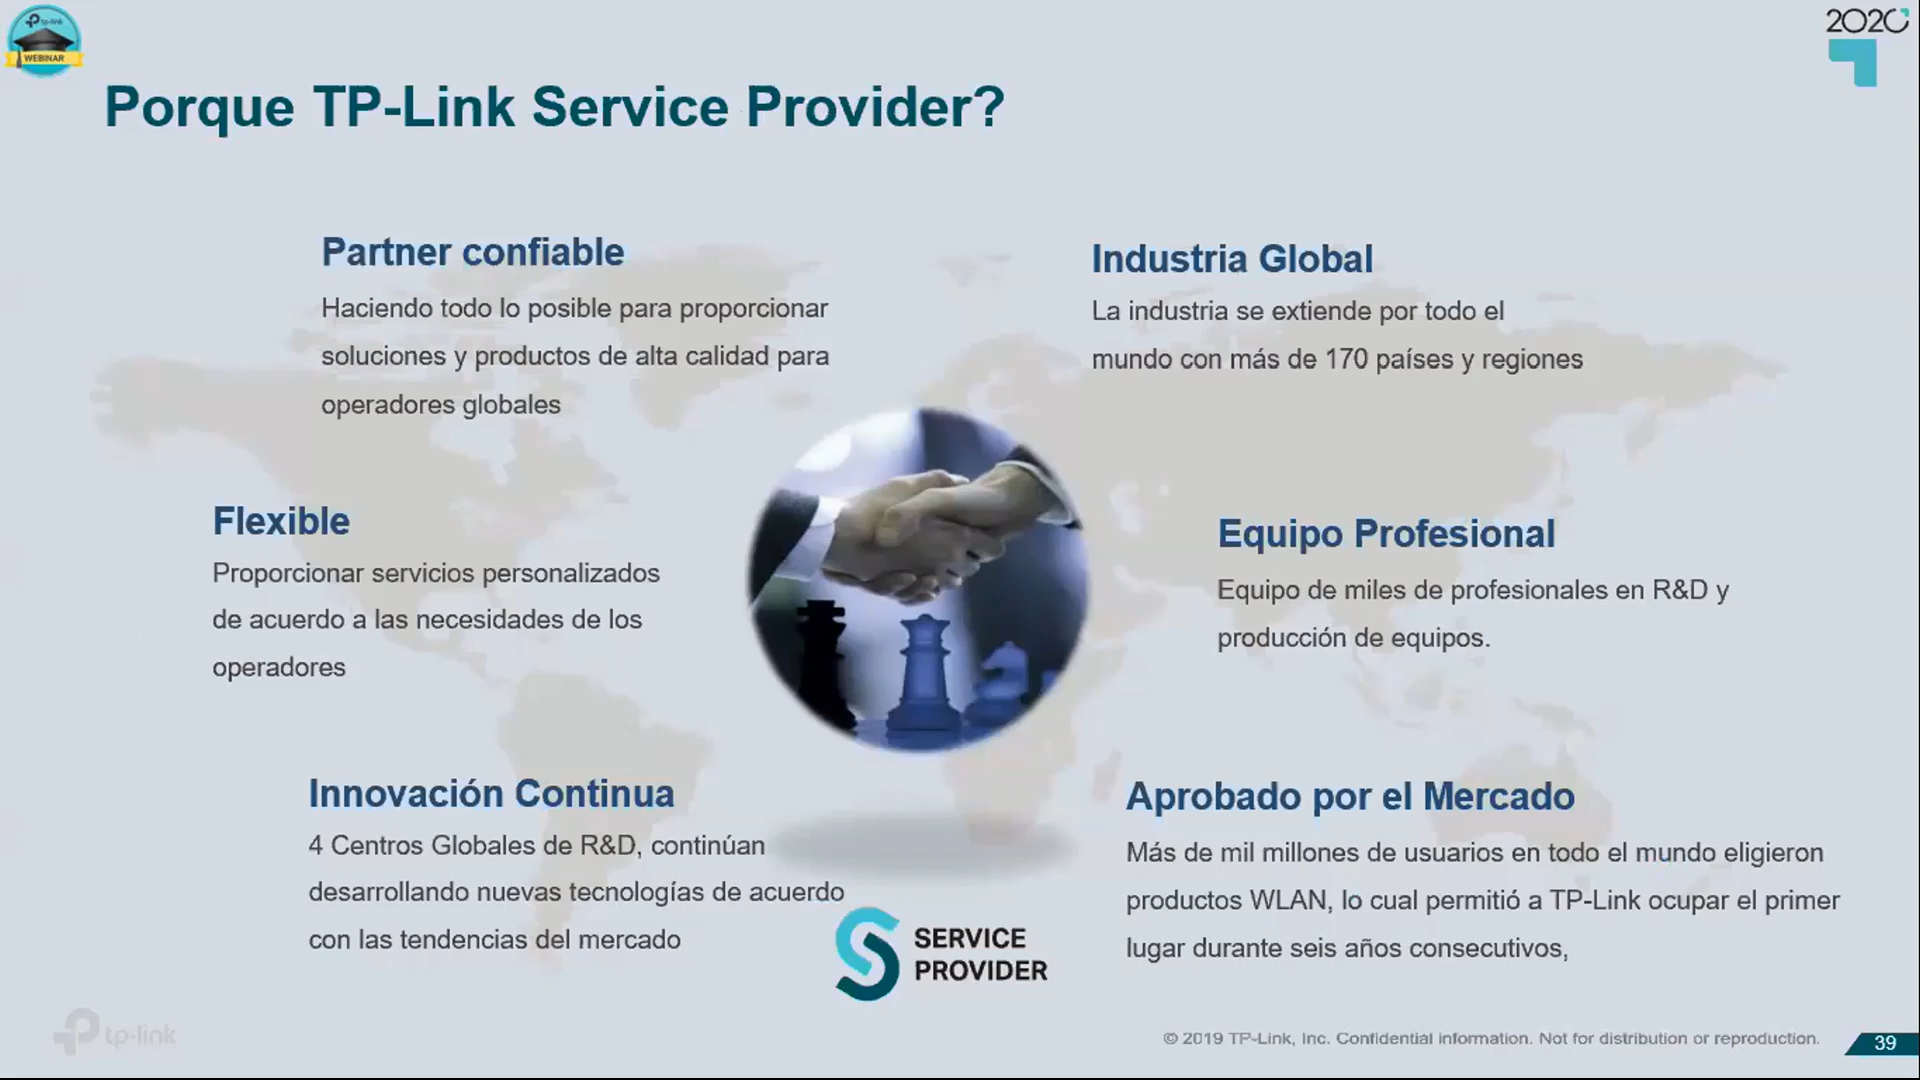 tp-link
WEBINAR
2020
Porque TP-Link Service Provider?
Partner confiable
Haciendo todo lo posible para proporcionar
soluciones y productos de alta calidad para
operadores globales
Industria Global
La industria se extiende por todo el
mundo con más de 170 países y regiones
Flexible
Proporcionar servicios personalizados
de acuerdo a las necesidades de los
operadores
Equipo Profesional
Equipo de miles de profesionales en R&D y
producción de equipos.
Innovación Continua
4 Centros Globales de R&D, continúan
desarrollando nuevas tecnologías de acuerdo
con las tendencias del mercado
Aprobado por el Mercado
Más de mil millones de usuarios en todo el mundo eligieron
productos WLAN, lo cual permitió a TP-Link ocupar el primer
lugar durante seis años consecutivos,
SERVICE
PROVIDER
tp-link
© 2019 TP-Link, Inc. Confidential information. Not for distribution or reproduction.
39